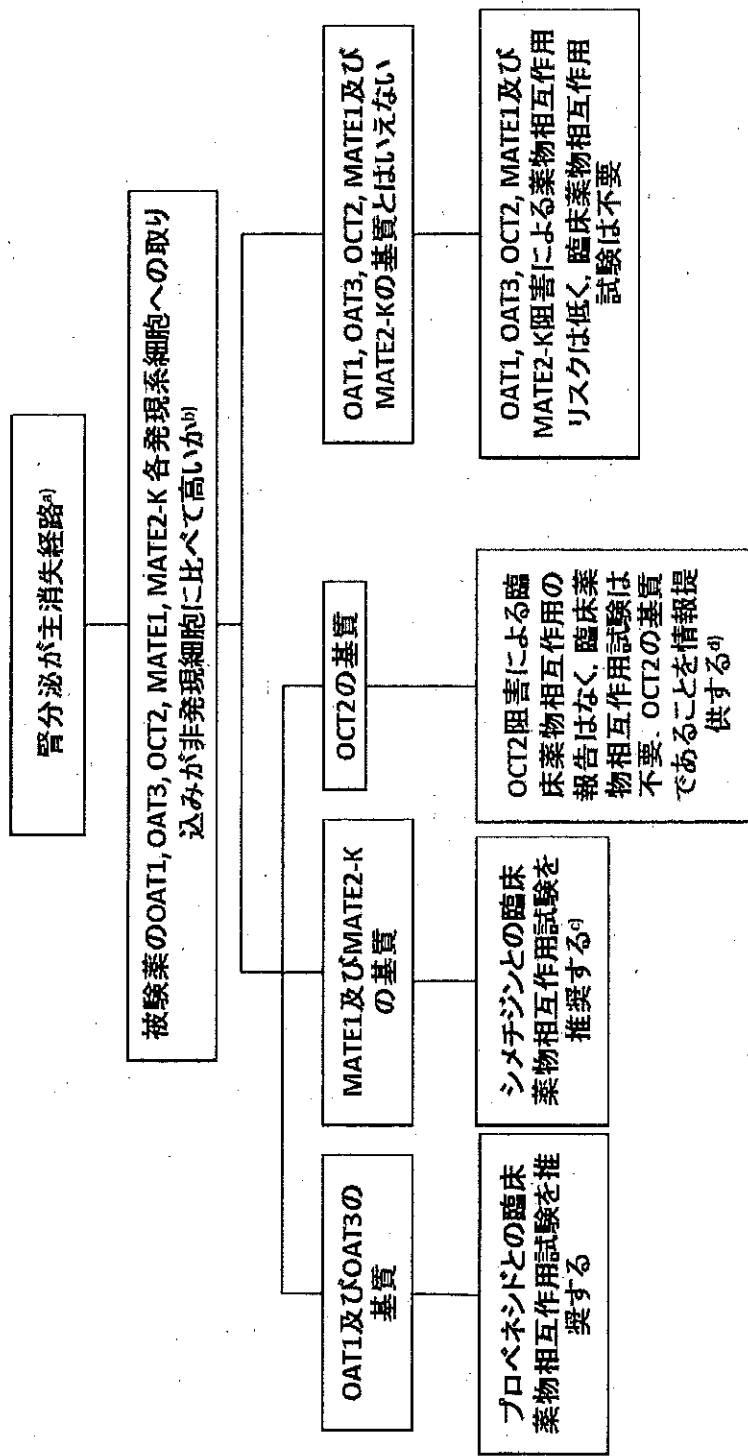 腎分泌が主消失経路a)
被験薬のOAT1, OAT3, OCT2, MATE1, MATE2-K 各発現系細胞への取り
込みが非発現細胞に比べて高いかb)
OAT1及びOAT3の
基質
MATE1及びMATE2-K
の基質
OCT2の基質
OAT1, OAT3, OCT2, MATE1及び
MATE2-Kの基質とはいえない
プロベネシドとの臨床
薬物相互作用試験を推
奨する
シメチジンとの臨床
薬物相互作用試験を
推奨するc)
OCT2阻害による臨
床薬物相互作用の
報告はなく, 臨床薬
物相互作用試験は
不要、OCT2の基質
であることを情報提
供するd)
OAT1, OAT3, OCT2, MATE1及び
MATE2-K阻害による薬物相互作用
リスクは低く, 臨床薬物相互作用
試験は不要